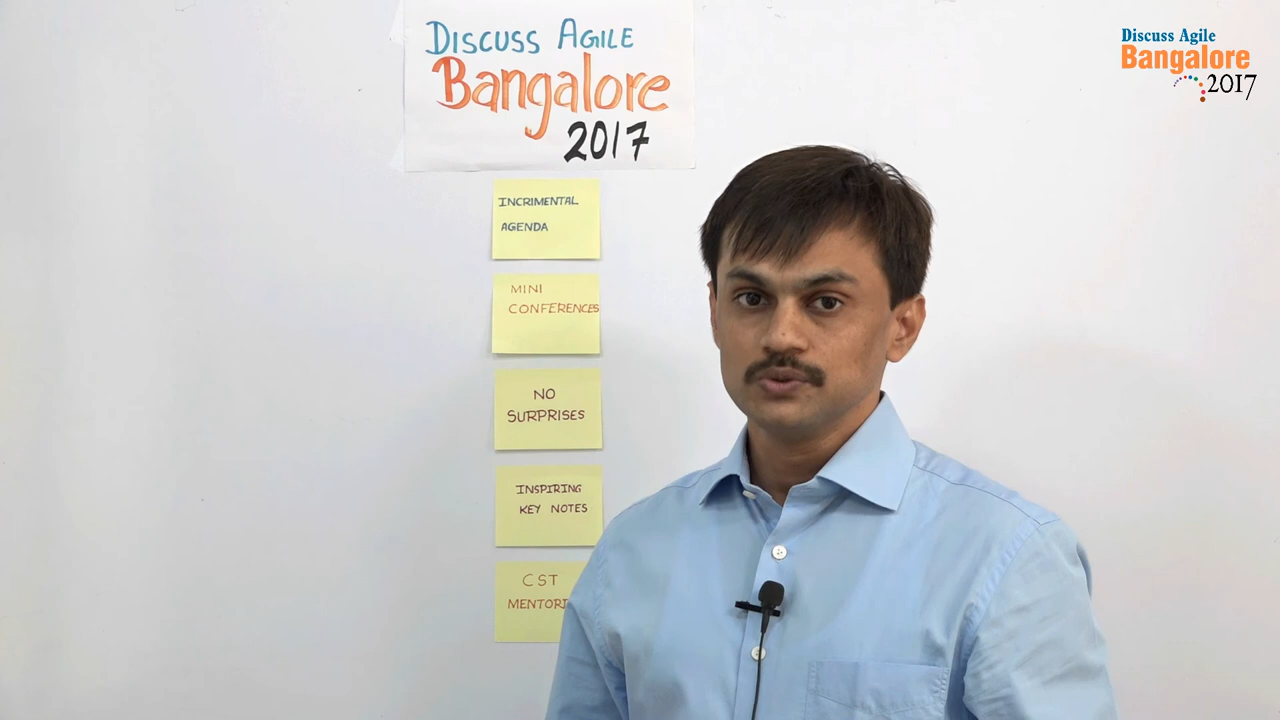 DISCUSS AGILE
Bangalore
2017
Discuss Agile
Bangalore
2017
INCRIMENTAL
AGENDA
MINI
CONFERENCES
NO
SURPRISES
INSPIRING
KEY NOTES
CST